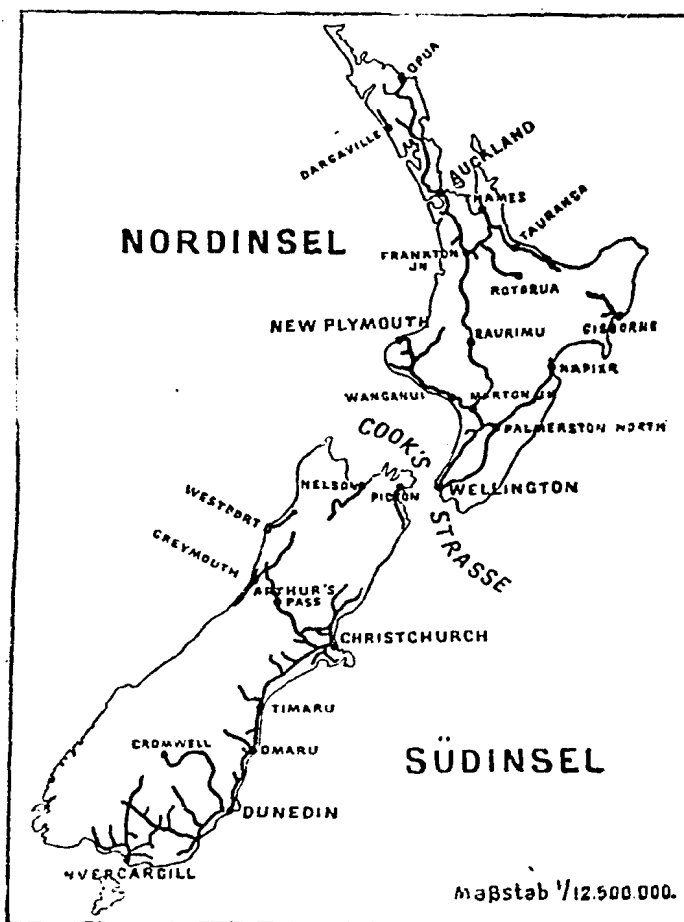 OPUA
DARGAVILLE
AUCKLAND
THAMES
TAURANGA
NORDINSEL
FRANKTON
JN
ROTORUA
NEW PLYMOUTH
RAURIMU
GISBORNE
NAPIER
WANGANUI
MARTON JN
PALMERSTON NORTH
COOK'S
STRASSE
NELSON
PICTON
WELLINGTON
WESTPORT
GREYMOUTH
ARTHUR'S
PASS
CHRISTCHURCH
TIMARU
CROMWELL
OMARU
SÜDINSEL
DUNEDIN
INVERCARGILL
Maßstab 1/12.500.000.